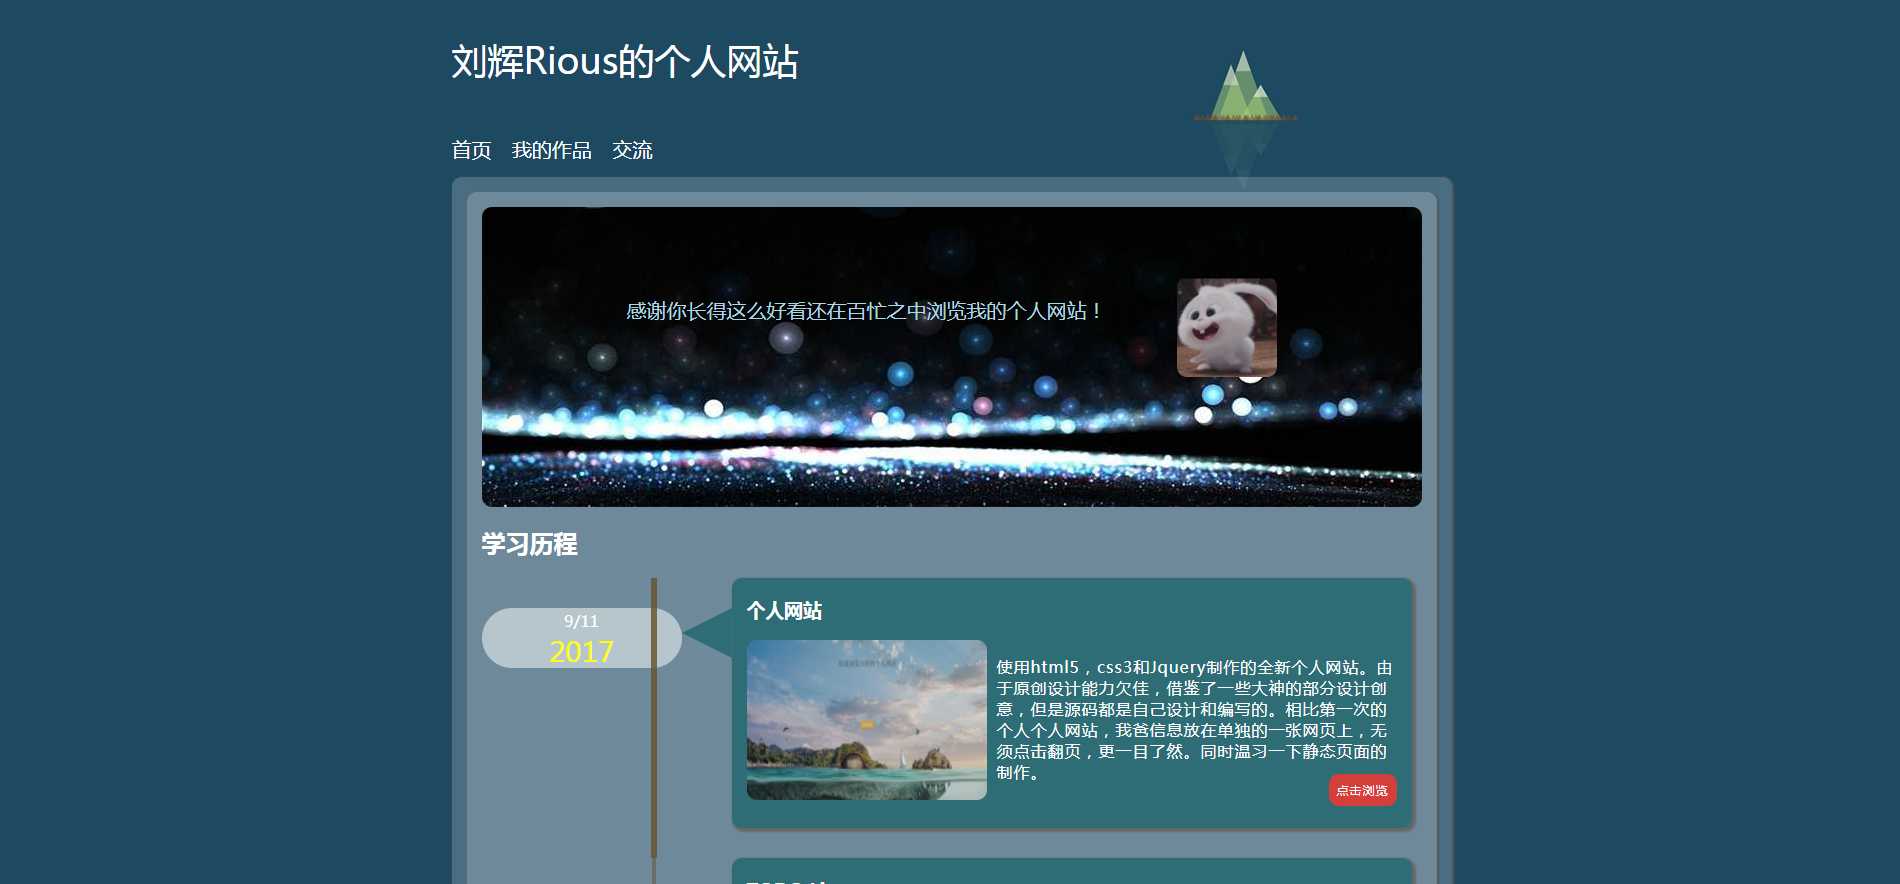 刘辉Rious的个人网站
首页 我的作品 交流
感谢你长得这么好看还在百忙之中浏览我的个人网站！
学习历程
9/11
2017
个人网站
使用html5，css3和Jquery制作的全新个人网站。由
于原创设计能力欠佳，借鉴了一些大神的部分设计创
意，但是源码都是自己设计和编写的。相比第一次的
个人个人网站，我爸信息放在单独的一张网页上，无
须点击翻页，更一目了然。同时温习一下静态页面的
制作。
点击浏览